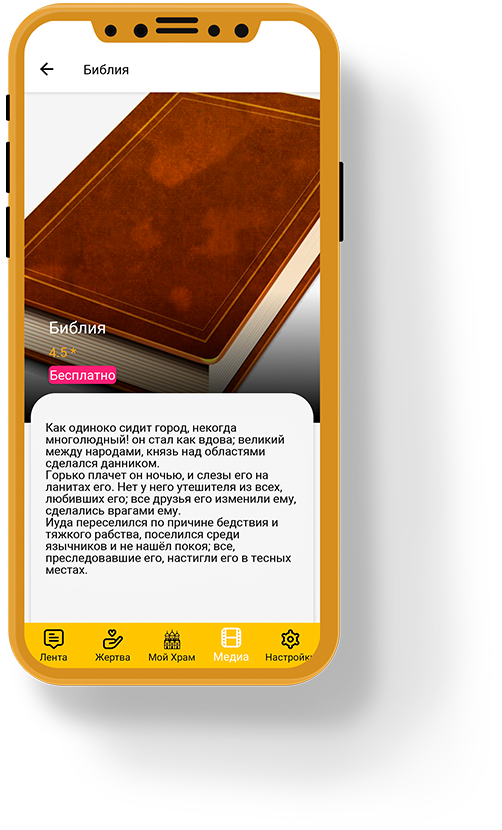 Библия
Библия
4.5 *
Бесплатно
Как одиноко сидит город, некогда
многолюдный! он стал как вдова; великий
между народами, князь над областями
сделался данником.
Горько плачет он ночью, и слезы его на
ланитах его. Нет у него утешителя из всех,
любивших его; все друзья его изменили ему,
сделались врагами ему.
Иуда переселился по причине бедствия и
тяжкого рабства, поселился среди
язычников и не нашёл покоя; все,
преследовавшие его, настигли его в тесных
местах.
Лента Жертва Мой Храм Медиа Настройки